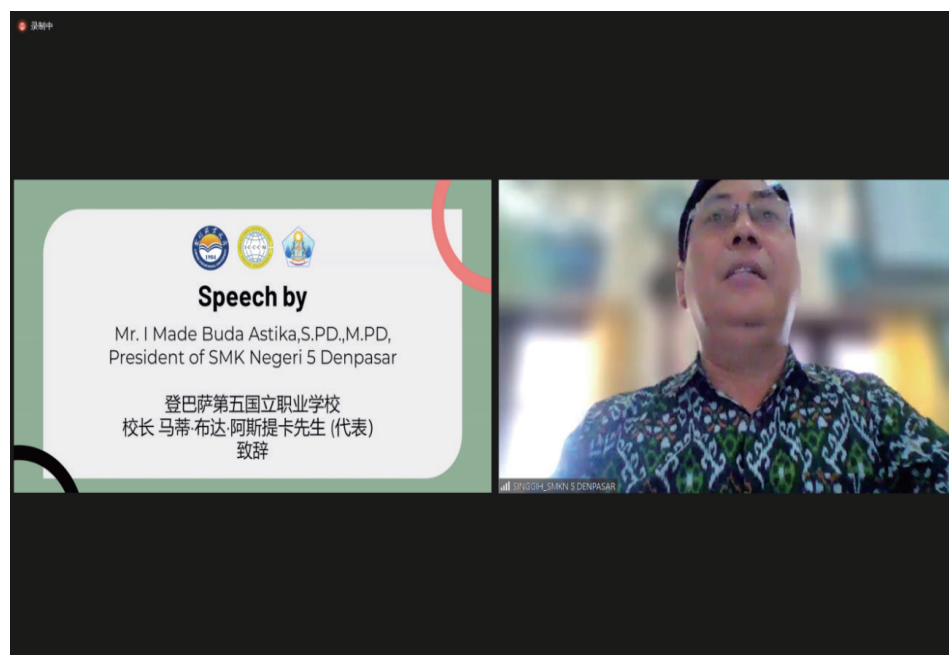 录制中
Speech by
Mr. I Made Buda Astika,S.PD.,M.PD,
President of SMK Negeri 5 Denpasar
登巴萨第五国立职业学校
校长 马蒂·布达·阿斯提卡先生 (代表)
致辞
SINGGIH_SMKN 5 DENPASAR
1984